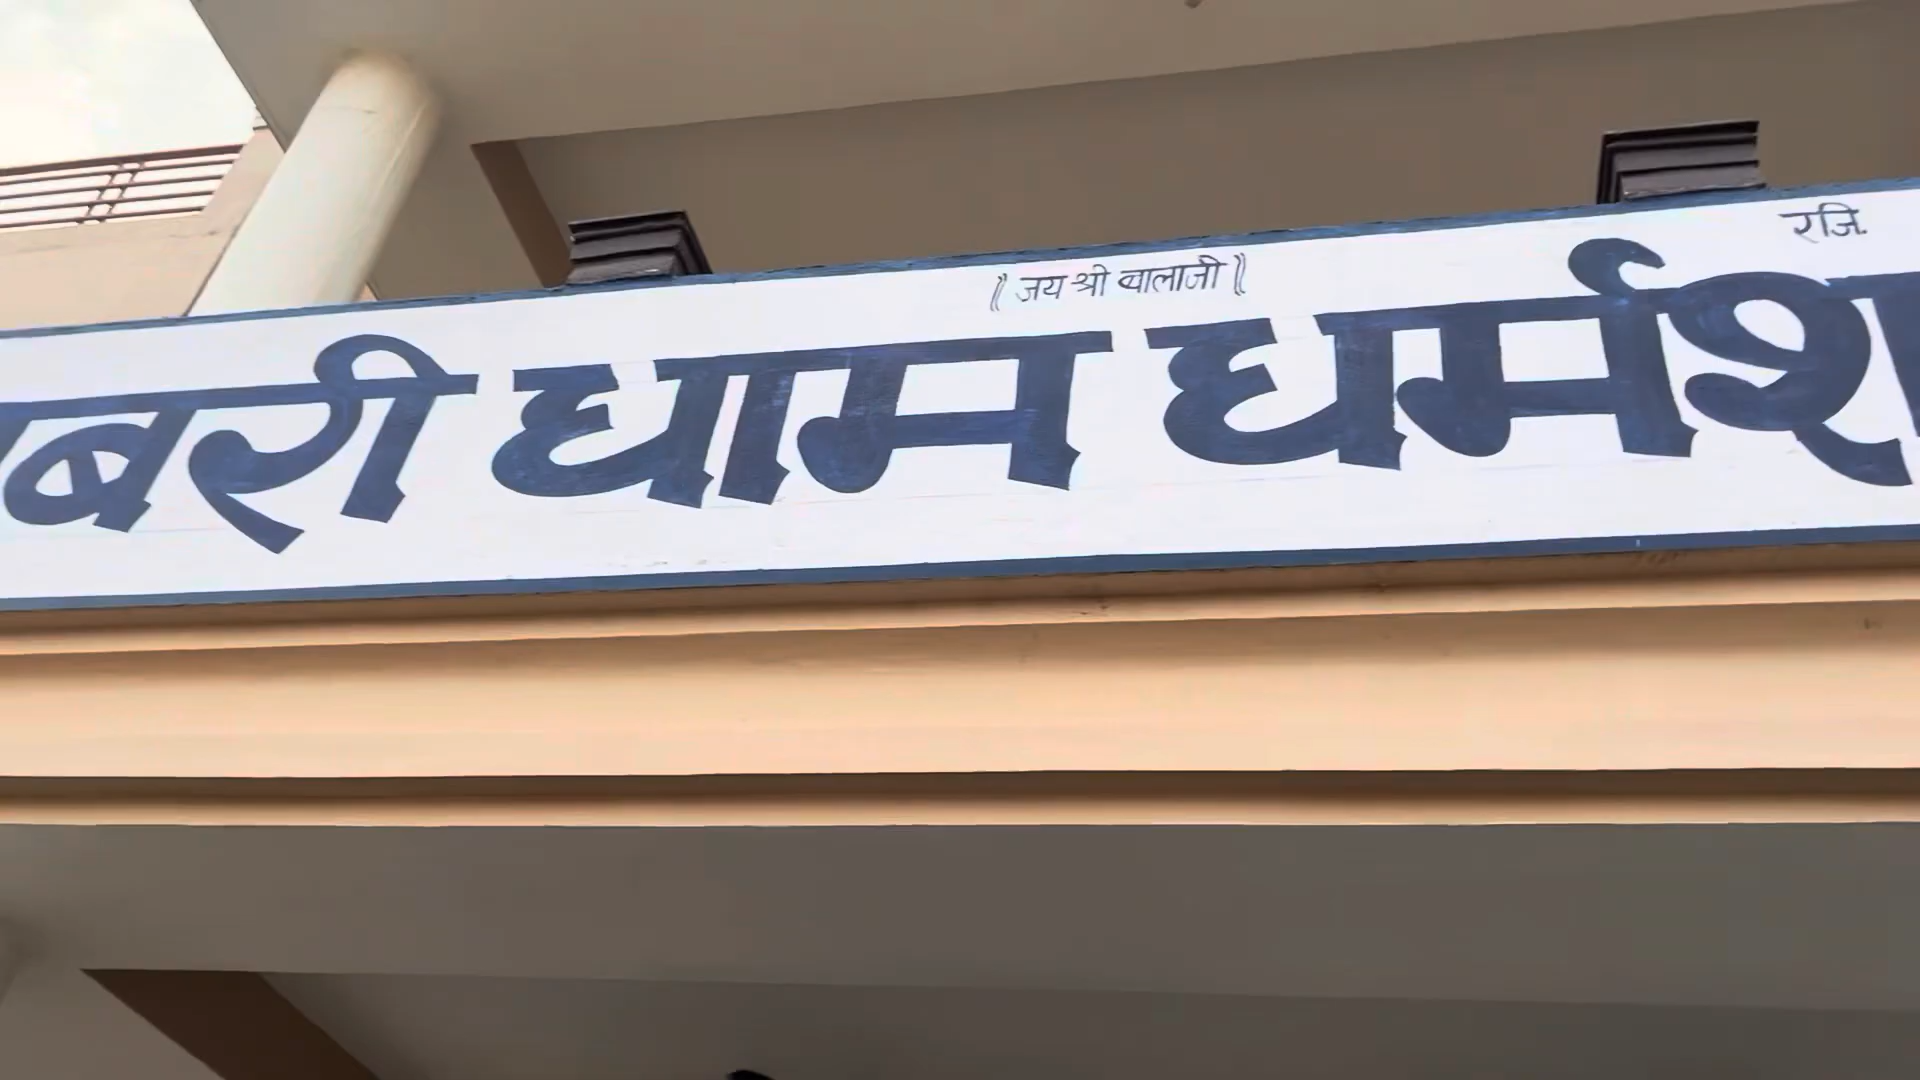 ॥ जय श्री बालाजी ॥ रजि.
बरी धाम धर्मश